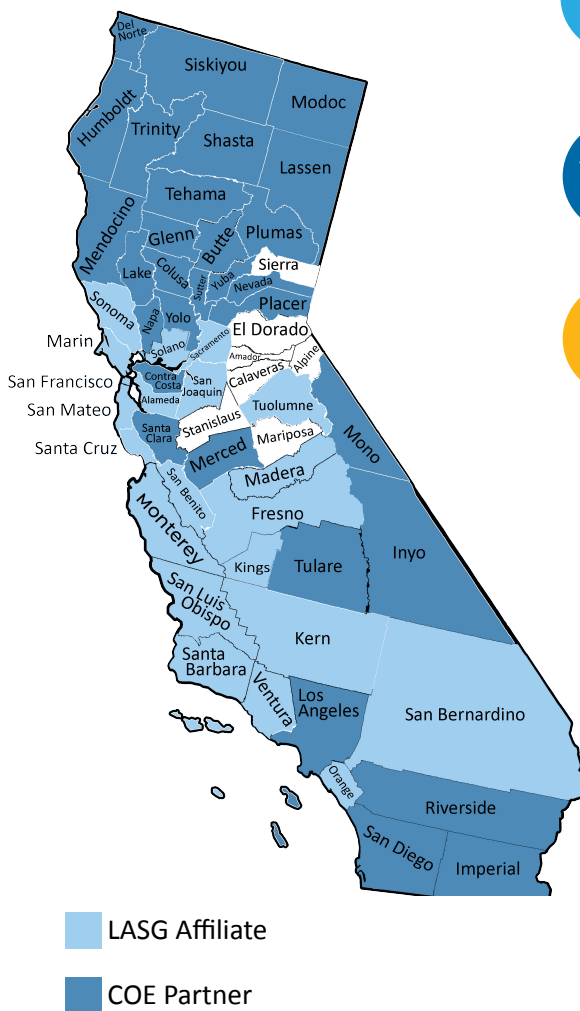 Del
Norte
Siskiyou
Modoc
Humboldt
Trinity
Shasta
Lassen
Tehama
Mendocino
Glenn
Butte
Plumas
Lake
Colusa
Sutter
Yuba
Sierra
Nevada
Placer
Sonoma
Napa
Yolo
Solano
Sacramento
El Dorado
Amador
Alpine
Marin
Calaveras
San Francisco
Contra
Costa
San
Joaquin
Alameda
Tuolumne
San Mateo
Stanislaus
Santa
Clara
Mariposa
Mono
Santa Cruz
Merced
Madera
San Benito
Monterey
Fresno
Inyo
Kings
Tulare
San Luis
Obispo
Kern
Santa
Barbara
Ventura
Los
Angeles
San Bernardino
Orange
Riverside
San Diego
Imperial
LASG Affiliate
COE Partner